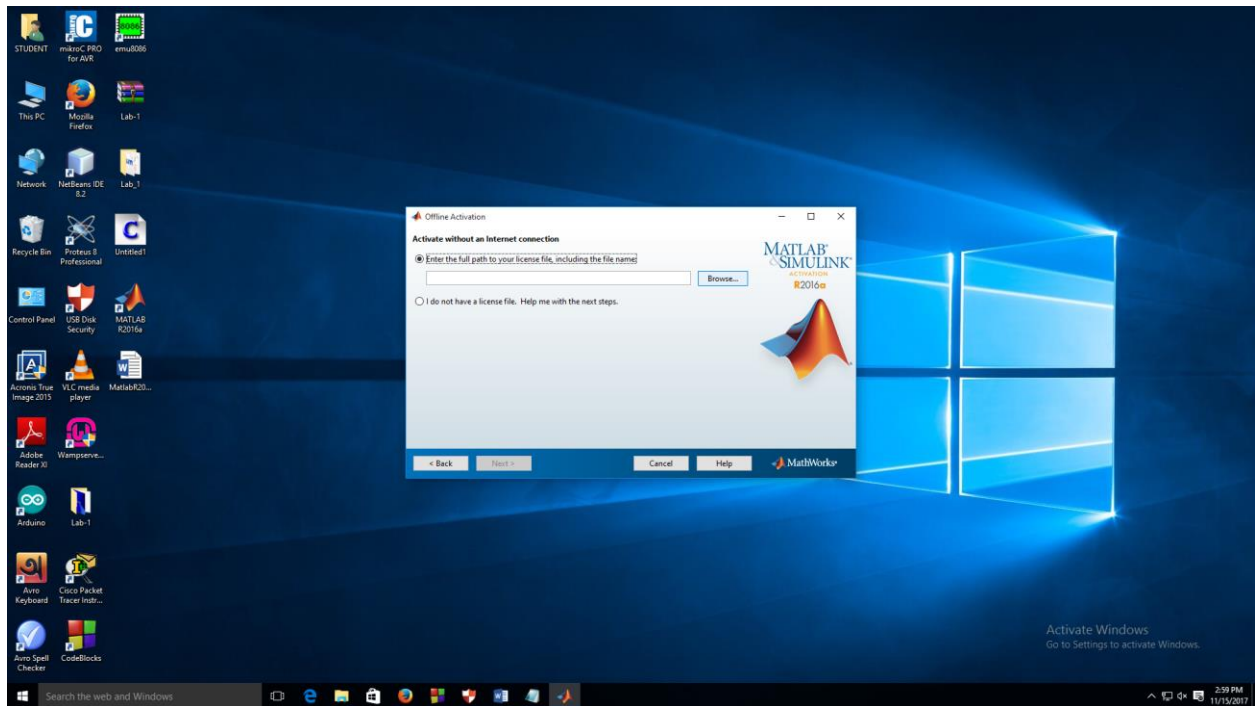 STUDENT
mikroC PRO
for AVR
emu8086
This PC
Mozilla
Firefox
Lab-1
Network
NetBeans IDE
8.2
Lab_1
Recycle Bin
Proteus 8
Professional
Untitled1
Control Panel
USB Disk
Security
MATLAB
R2016a
Acronis True
Image 2015
VLC media
player
MatlabR20...
Adobe
Reader XI
Wampserve...
Arduino
Lab-1
Avro
Keyboard
Cisco Packet
Tracer Instr...
Avro Spell
Checker
CodeBlocks
Offline Activation
Activate without an Internet connection
Enter the full path to your license file, including the file name:
Browse...
I do not have a license file. Help me with the next steps.
MATLAB®
&SIMULINK®
ACTIVATION
R2016a
< Back
Next >
Cancel
Help
MathWorks®
Activate Windows
Go to Settings to activate Windows.
Search the web and Windows
2:59 PM
11/15/2017